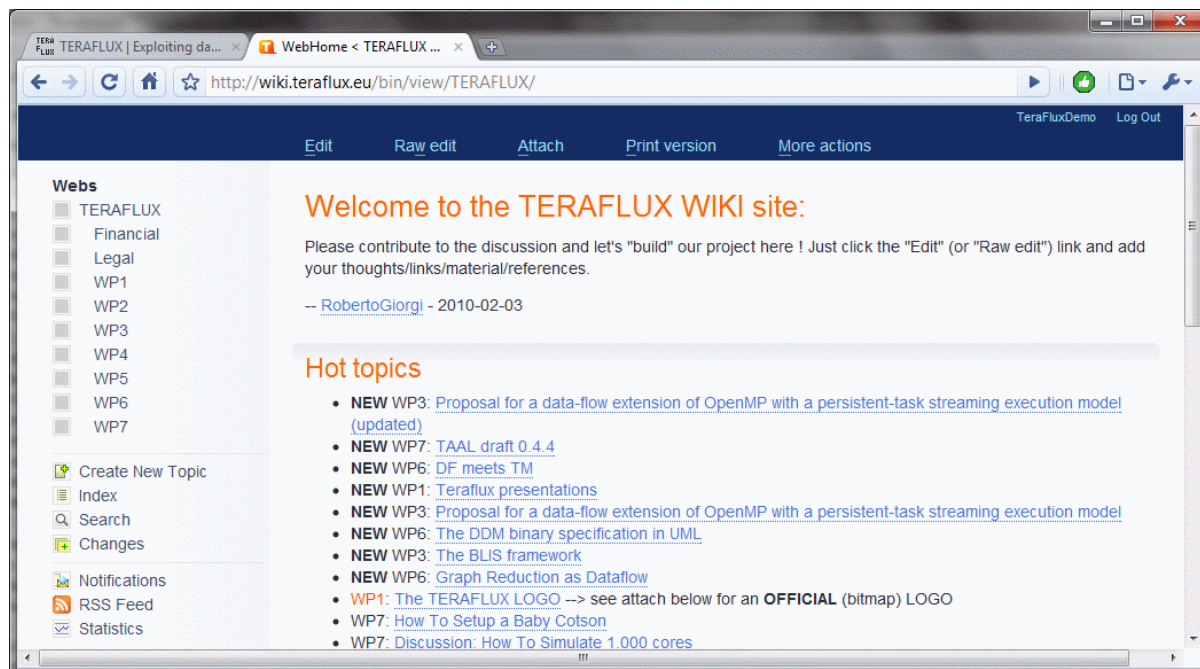 TERA FLUX TERAFLUX | Exploiting da... × WebHome < TERAFLUX ... ×
http://wiki.teraflux.eu/bin/view/TERAFLUX/
TeraFluxDemo Log Out
Edit Raw edit Attach Print version More actions
Webs
TERAFLUX
Financial
Legal
WP1
WP2
WP3
WP4
WP5
WP6
WP7
Create New Topic
Index
Search
Changes
Notifications
RSS Feed
Statistics
Welcome to the TERAFLUX WIKI site:
Please contribute to the discussion and let's "build" our project here ! Just click the "Edit" (or "Raw edit") link and add
your thoughts/links/material/references.
-- RobertoGiorgi - 2010-02-03
Hot topics
• NEW WP3: Proposal for a data-flow extension of OpenMP with a persistent-task streaming execution model
(updated)
• NEW WP7: TAAL draft 0.4.4
• NEW WP6: DF meets TM
• NEW WP1: Teraflux presentations
• NEW WP3: Proposal for a data-flow extension of OpenMP with a persistent-task streaming execution model
• NEW WP6: The DDM binary specification in UML
• NEW WP3: The BLIS framework
• NEW WP6: Graph Reduction as Dataflow
• WP1: The TERAFLUX LOGO --> see attach below for an OFFICIAL (bitmap) LOGO
• WP7: How To Setup a Baby Cotson
• WP7: Discussion: How To Simulate 1.000 cores